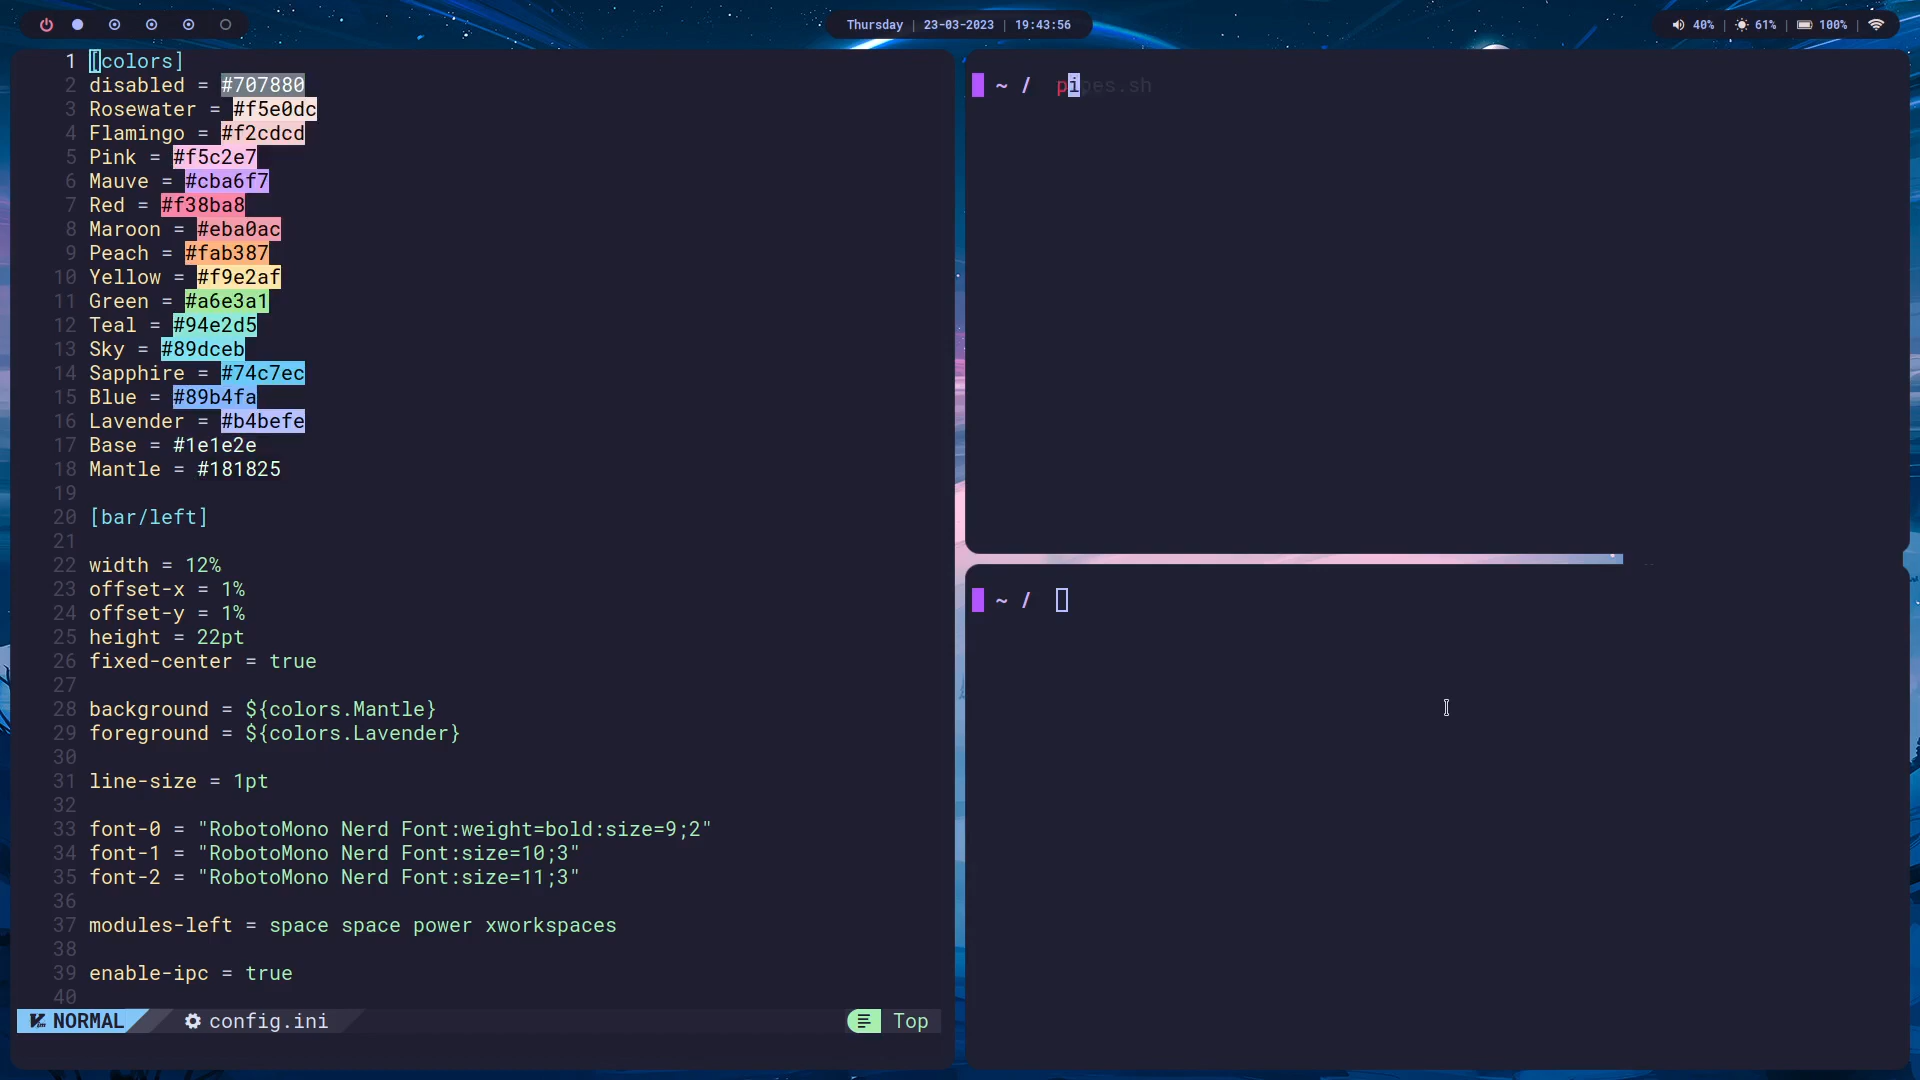 Thursday | 23-03-2023 | 19:43:56
40% | 61% | 100% |
1 [colors]
2 disabled = #707880
3 Rosewater = #f5e0dc
4 Flamingo = #f2cdcd
5 Pink = #f5c2e7
6 Mauve = #cba6f7
7 Red = #f38ba8
8 Maroon = #eba0ac
9 Peach = #fab387
10 Yellow = #f9e2af
11 Green = #a6e3a1
12 Teal = #94e2d5
13 Sky = #89dceb
14 Sapphire = #74c7ec
15 Blue = #89b4fa
16 Lavender = #b4befe
17 Base = #1e1e2e
18 Mantle = #181825
19
20 [bar/left]
21
22 width = 12%
23 offset-x = 1%
24 offset-y = 1%
25 height = 22pt
26 fixed-center = true
27
28 background = ${colors.Mantle}
29 foreground = ${colors.Lavender}
30
31 line-size = 1pt
32
33 font-0 = "RobotoMono Nerd Font:weight=bold:size=9;2"
34 font-1 = "RobotoMono Nerd Font:size=10;3"
35 font-2 = "RobotoMono Nerd Font:size=11;3"
36
37 modules-left = space space power xworkspaces
38
39 enable-ipc = true
40
NORMAL config.ini Top
~ / pipes.sh
~ /